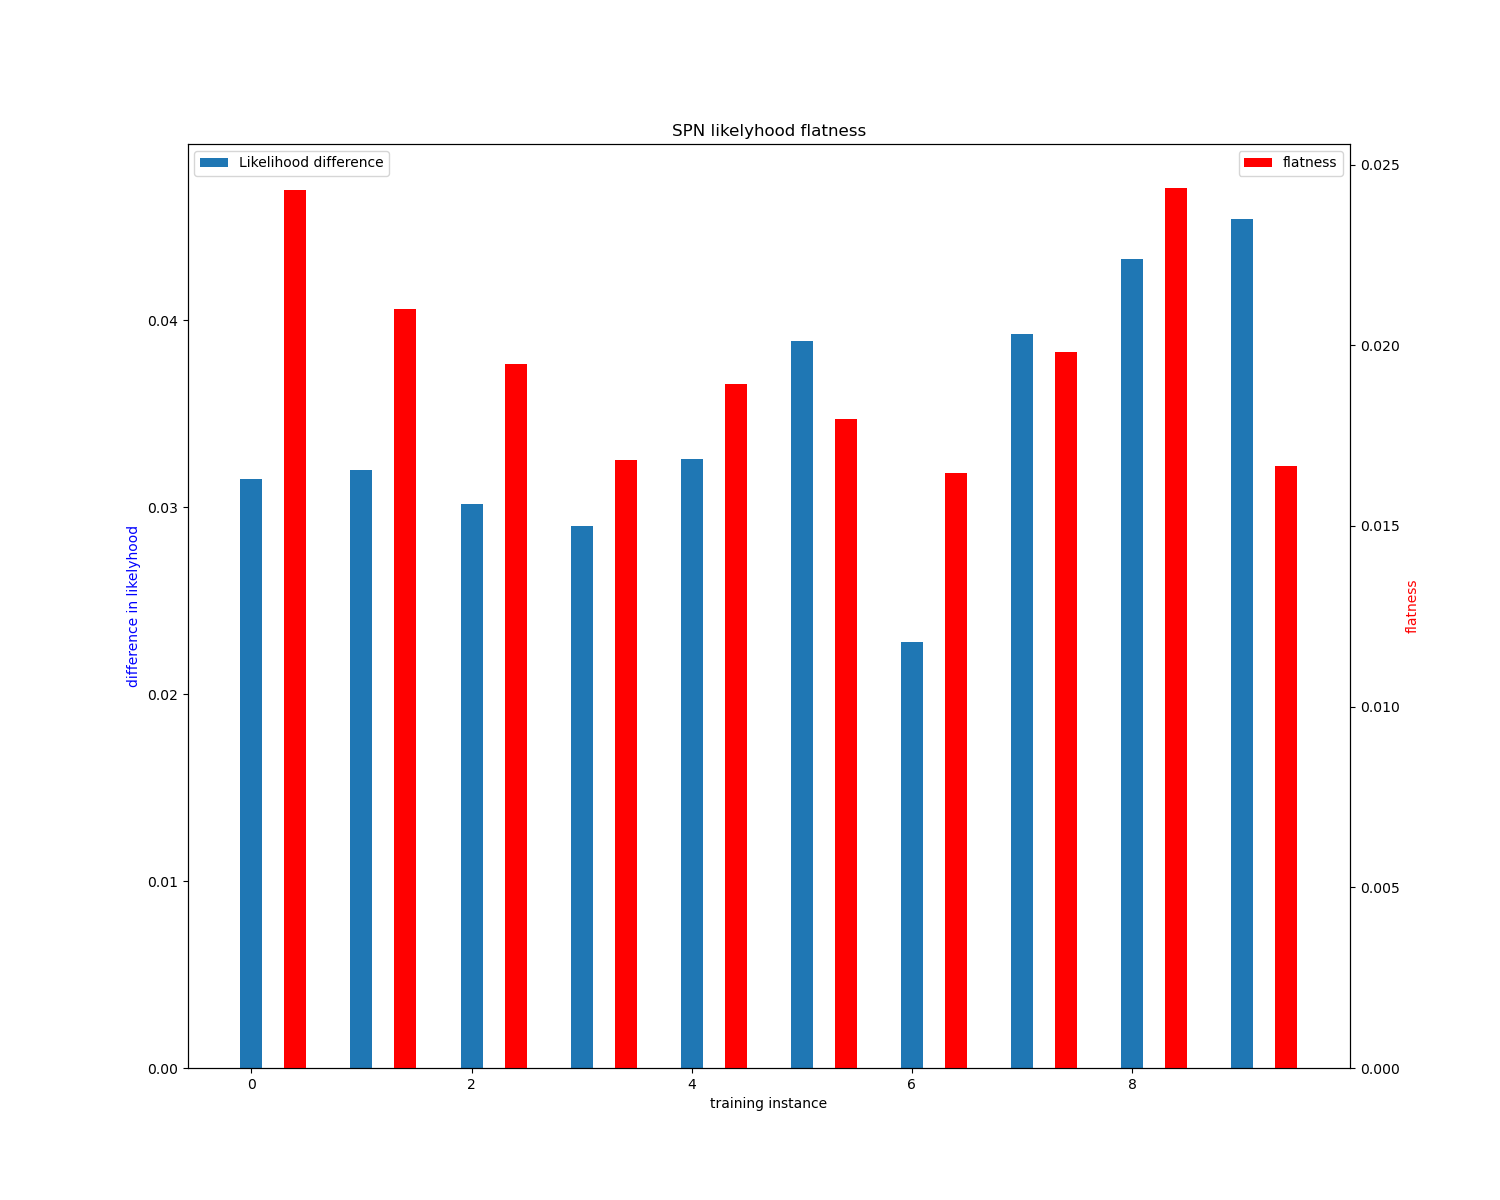 SPN likelyhood flatness
Likelihood difference
flatness
0.04
0.03
0.02
0.01
0.00
difference in likelyhood
0.025
0.020
0.015
0.010
0.005
0.000
flatness
0 2 4 6 8
training instance